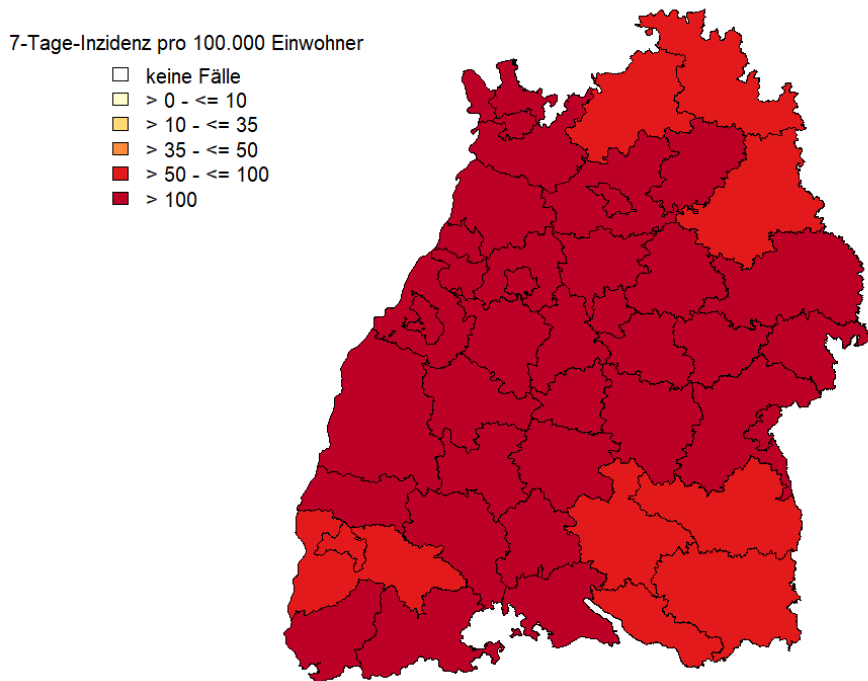 7-Tage-Inzidenz pro 100.000 Einwohner
keine Fälle
> 0 - <= 10
> 10 - <= 35
> 35 - <= 50
> 50 - <= 100
> 100